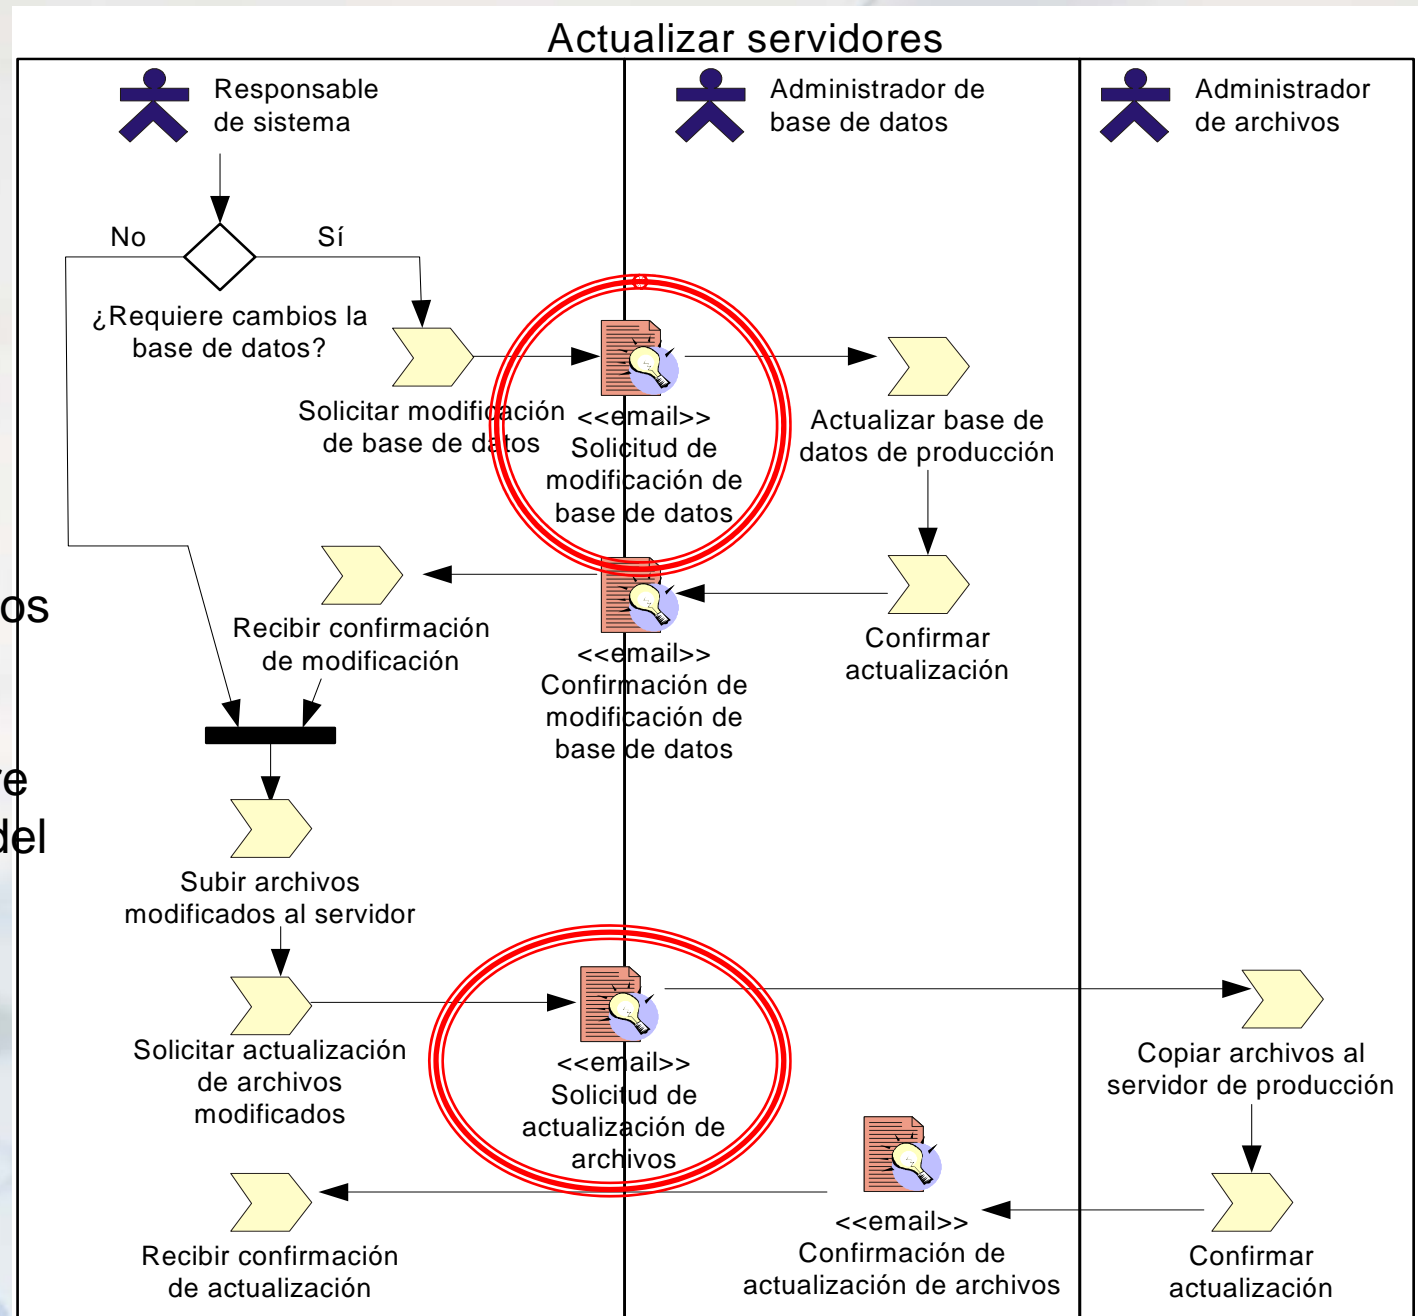 Actualizar servidores
Responsable
de sistema
Administrador de
base de datos
Administrador
de archivos
No
Sí
¿Requiere cambios la
base de datos?
Solicitar modificación
de base de datos
<<email>>
Solicitud de
modificación de
base de datos
Actualizar base de
datos de producción
os
Recibir confirmación
de modificación
<<email>>
Confirmación de
modificación de
base de datos
Confirmar
actualización
re
del
Subir archivos
modificados al servidor
Solicitar actualización
de archivos
modificados
<<email>>
Solicitud de
actualización de
archivos
Copiar archivos al
servidor de producción
Recibir confirmación
de actualización
<<email>>
Confirmación de
actualización de archivos
Confirmar
actualización